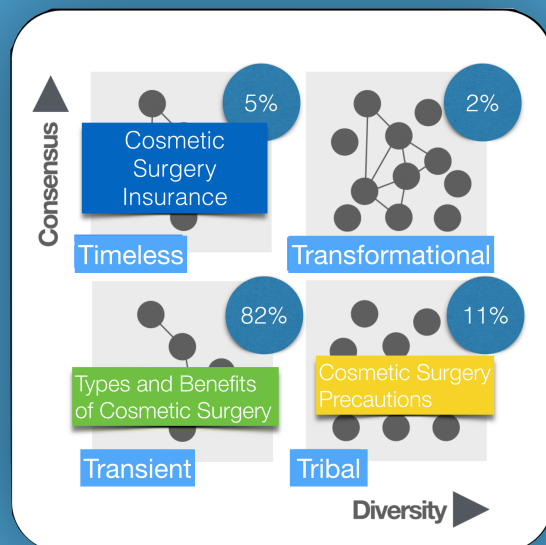 Consensus
5%
2%
Cosmetic
Surgery
Insurance
Timeless
Transformational
82%
11%
Types and Benefits
of Cosmetic Surgery
Cosmetic Surgery
Precautions
Transient
Tribal
Diversity